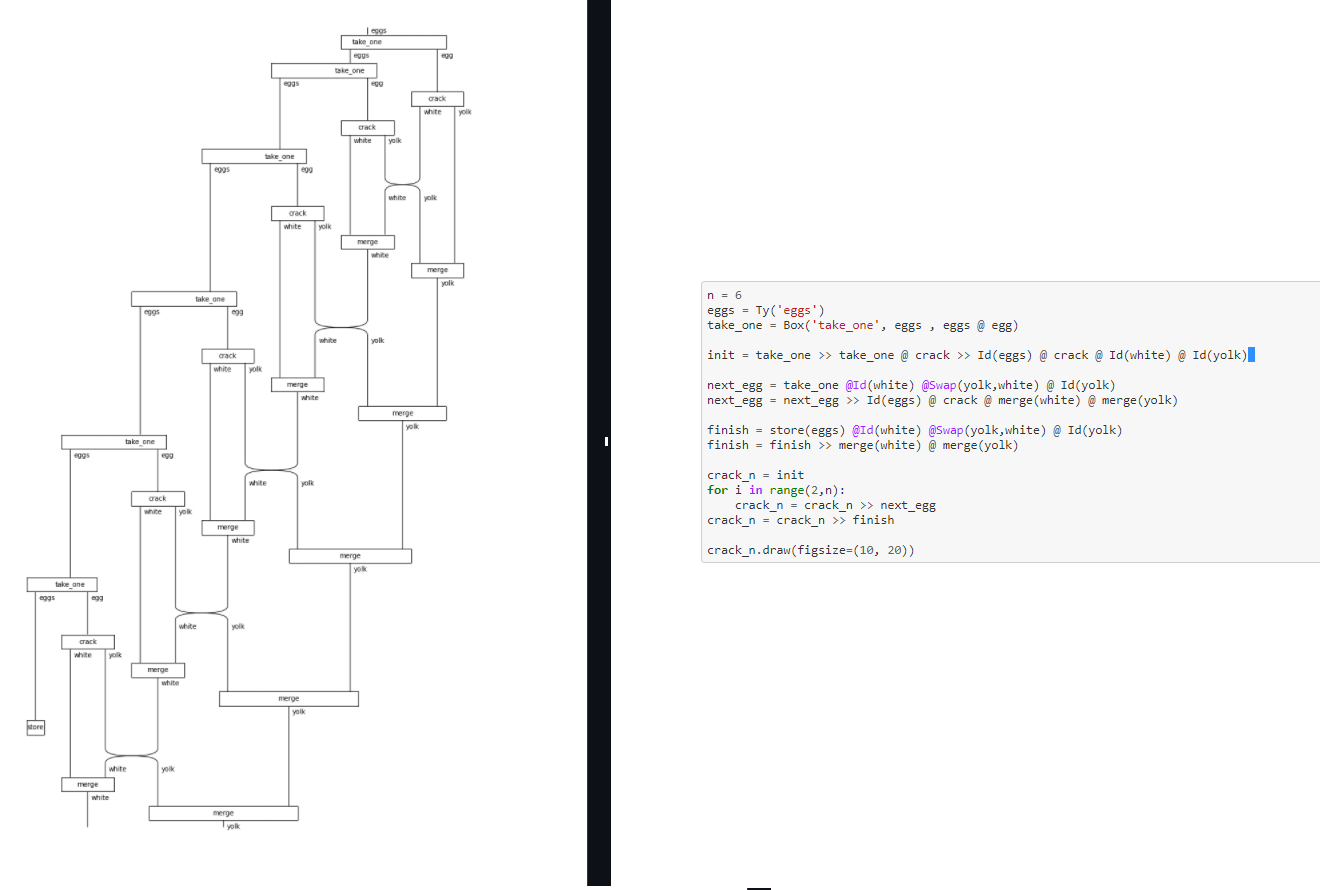 eggs
take_one
eggs egg
take_one
eggs egg
crack
white yolk
crack
white yolk
take_one
eggs egg
white yolk
crack
white yolk
merge
white
merge
yolk
take_one
eggs egg
white yolk
crack
white yolk
merge
white
merge
yolk
take_one
eggs egg
white yolk
crack
white yolk
merge
white
merge
yolk
take_one
eggs egg
white yolk
crack
white yolk
merge
white
merge
yolk
store
white yolk
merge
white
merge
yolk
n = 6
eggs = Ty('eggs')
take_one = Box('take_one', eggs , eggs @ egg)
init = take_one >> take_one @ crack >> Id(eggs) @ crack @ Id(white) @ Id(yolk)
next_egg = take_one @Id(white) @Swap(yolk,white) @ Id(yolk)
next_egg = next_egg >> Id(eggs) @ crack @ merge(white) @ merge(yolk)
finish = store(eggs) @Id(white) @Swap(yolk,white) @ Id(yolk)
finish = finish >> merge(white) @ merge(yolk)
crack_n = init
for i in range(2,n):
    crack_n = crack_n >> next_egg
crack_n = crack_n >> finish
crack_n.draw(figsize=(10, 20))